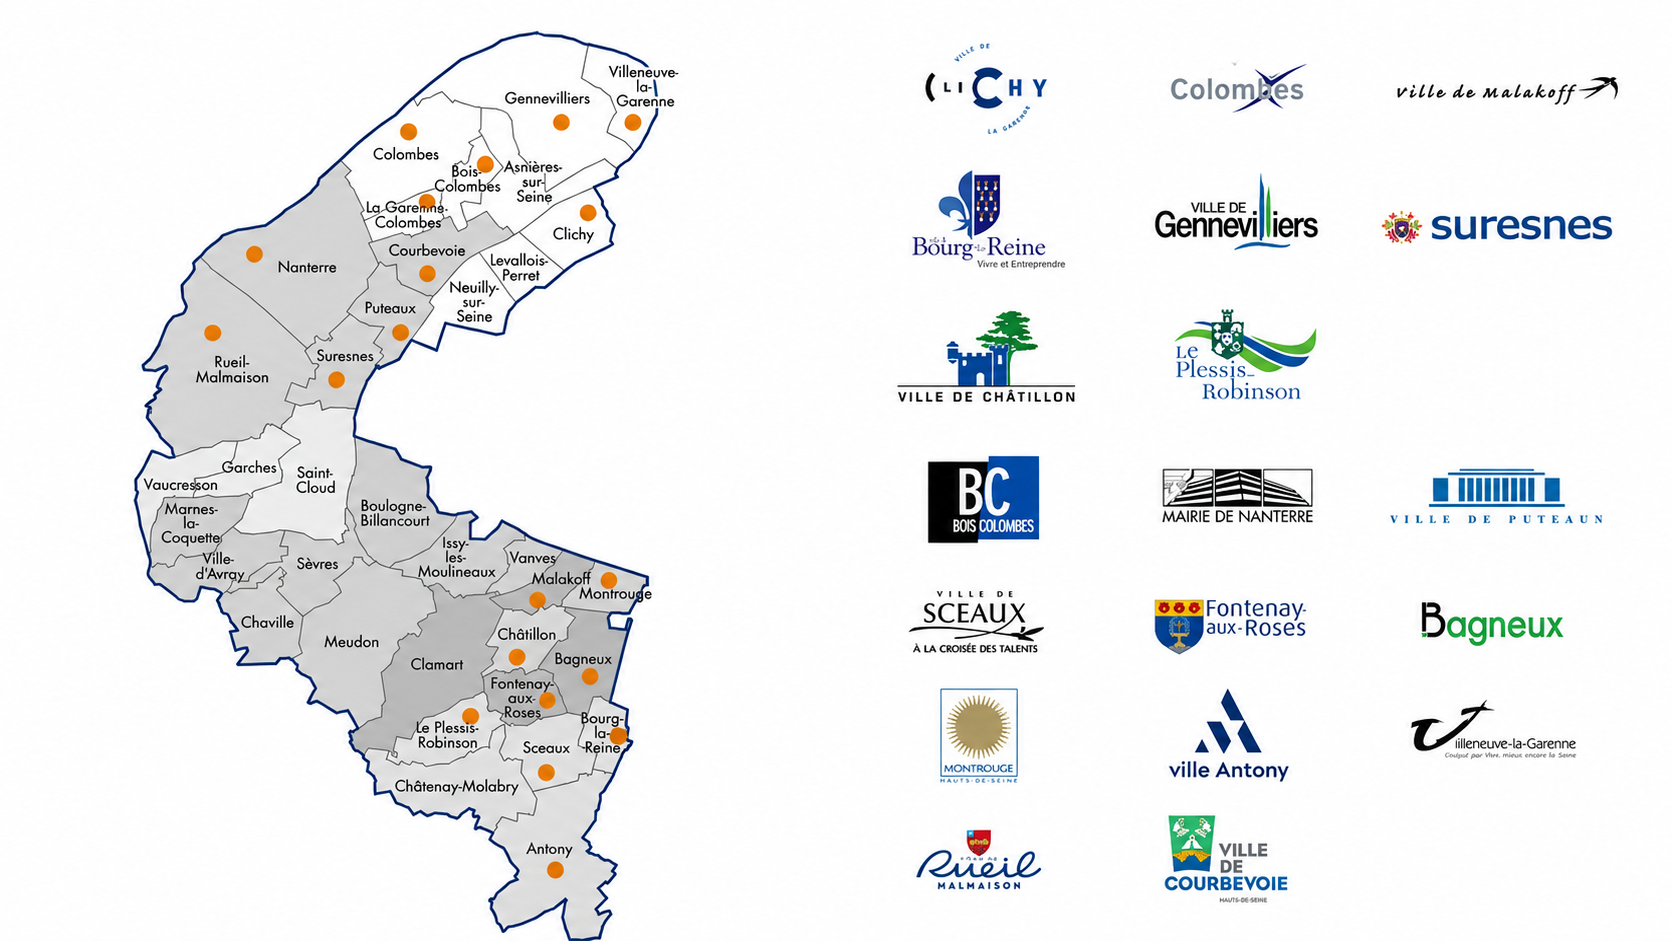 Villeneuve-
la-
Garenne
Gennevilliers
Colombes
Bois-
Colombes
Asnières-
sur-
Seine
La Garenne-
Colombes
Clichy
Courbevoie
Levallois-
Perret
Nanterre
Neuilly-
sur-
Seine
Puteaux
Suresnes
Rueil-
Malmaison
Garches
Saint-
Cloud
Vaucresson
Marnes-
la-
Coquette
Boulogne-
Billancourt
Issy-
les-
Moulineaux
Vanves
Ville-
d'Avray
Sèvres
Malakoff
Montrouge
Chaville
Meudon
Châtillon
Clamart
Bagneux
Fontenay-
aux-
Roses
Le Plessis-
Robinson
Bourg-
la-
Reine
Sceaux
Châtenay-Malabry
Antony
VILLE DE
CLICHY
LA GARENNE
Colombes
Ville de Malakoff
Bourg-La-Reine
Vivre et Entreprendre
VILLE DE
Gennevilliers
suresnes
VILLE DE CHÂTILLON
Le
Plessis-
Robinson
BC
BOIS COLOMBES
MAIRIE DE NANTERRE
VILLE DE PUTEAUN
VILLE DE
SCEAUX
À LA CROISÉE DES TALENTS
Fontenay-
aux-Roses
Bagneux
MONTROUGE
HAUTS-DE-SEINE
ville Antony
Villeneuve-la-Garenne
Rueil
MALMAISON
VILLE
DE
COURBEVOIE
HAUTS-DE-SEINE